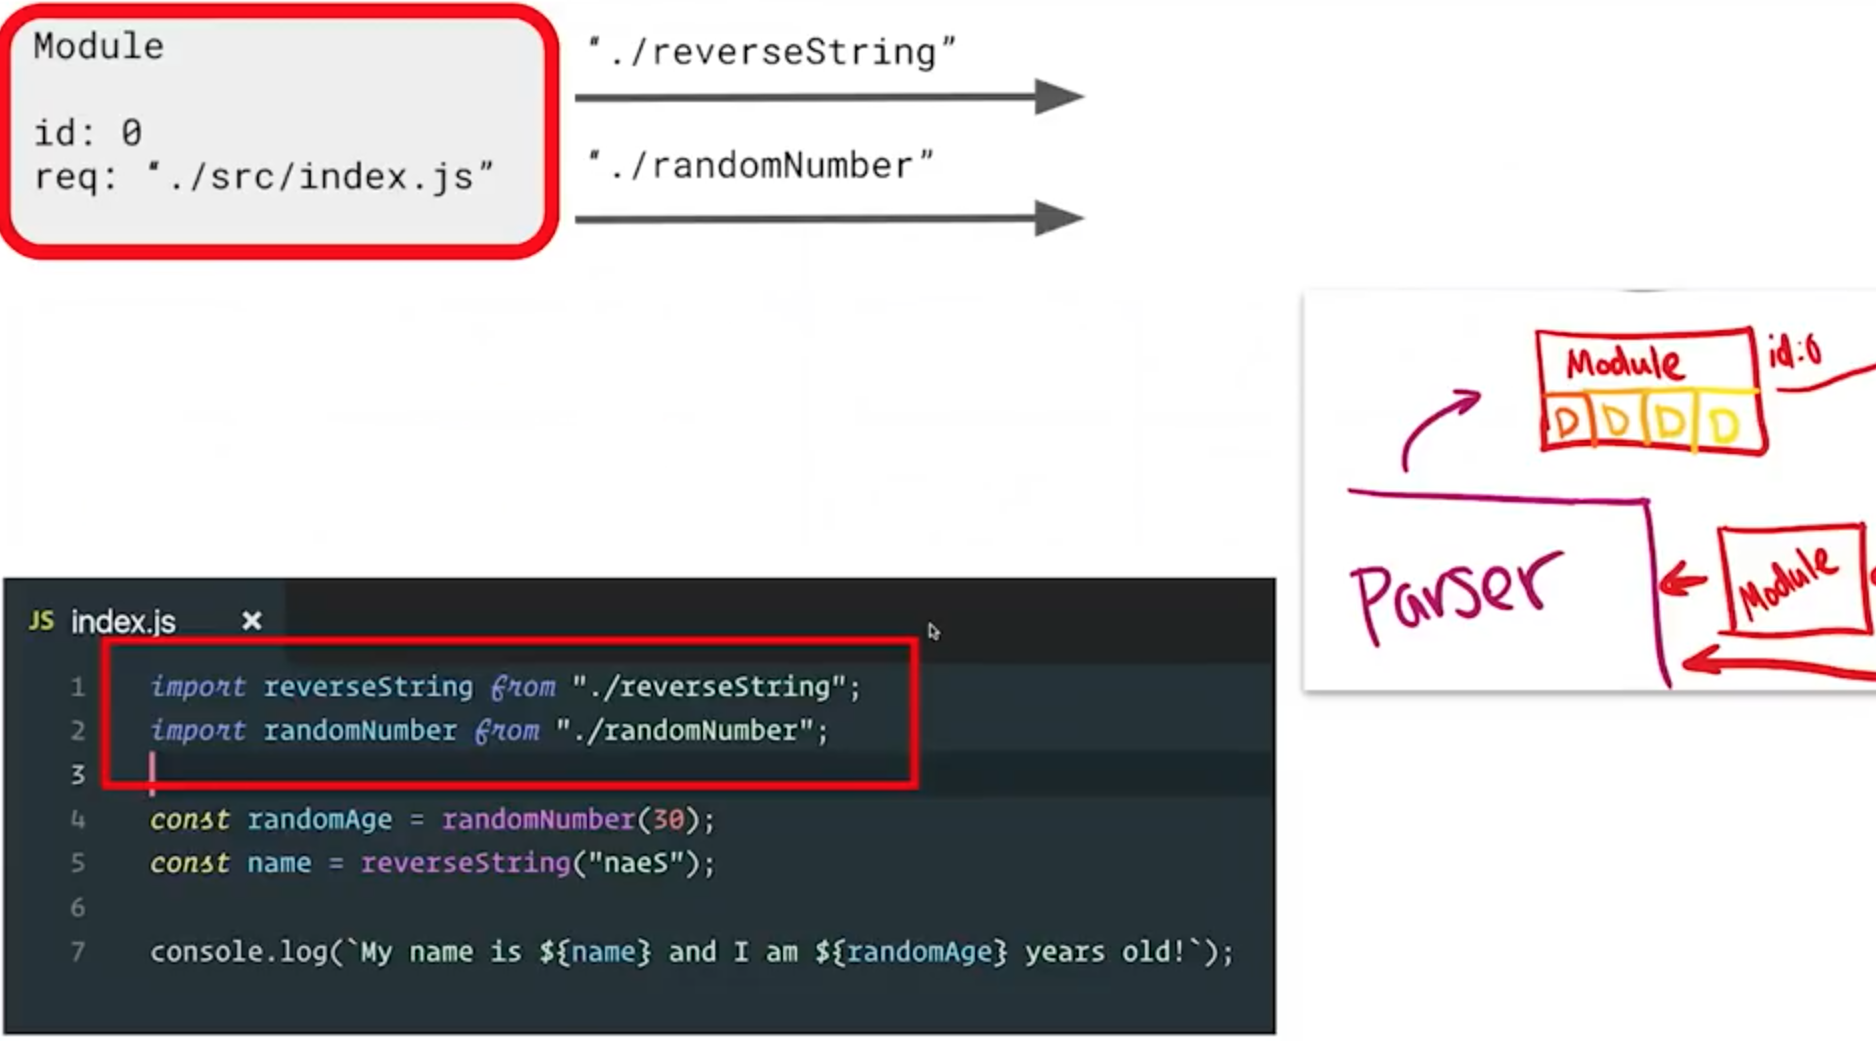 Module
id: 0
req: “./src/index.js”
“./reverseString”
“./randomNumber”
Module
id:0
D D D D
Parser
Module
JS index.js ×
1 import reverseString from "./reverseString";
2 import randomNumber from "./randomNumber";
3
4 const randomAge = randomNumber(30);
5 const name = reverseString("naeS");
6
7 console.log(`My name is ${name} and I am ${randomAge} years old!`);